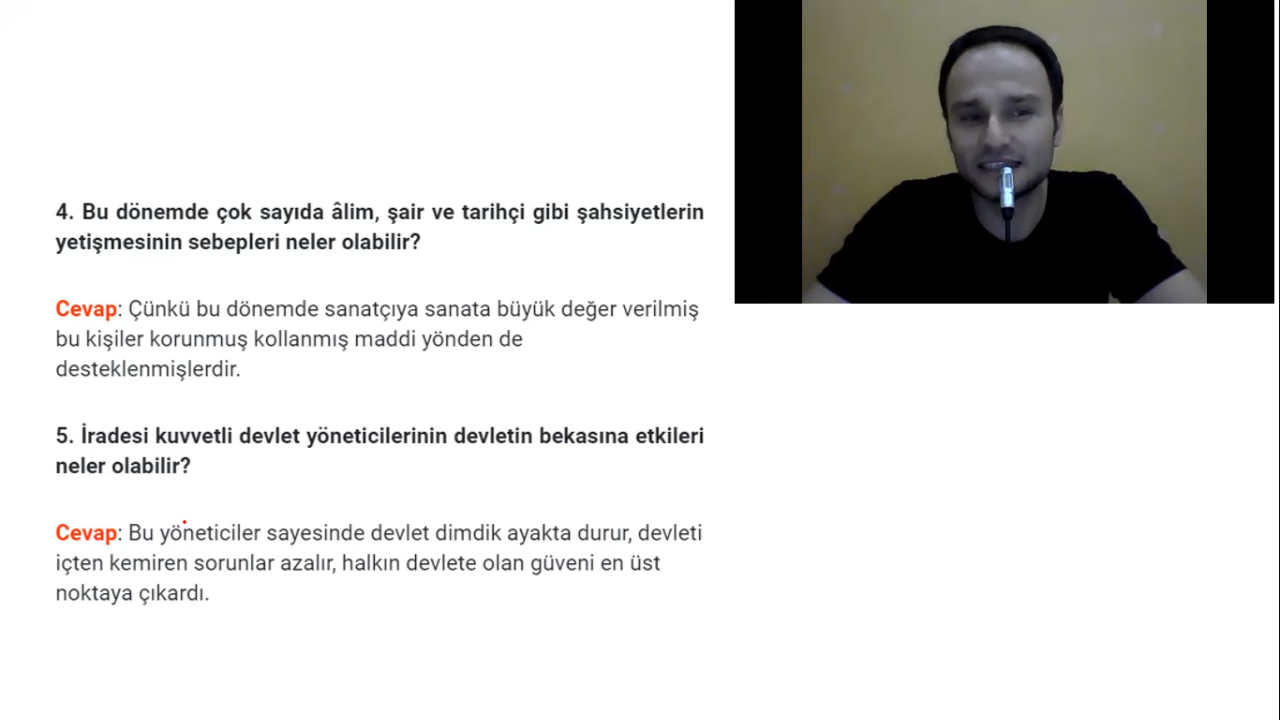 4. Bu dönemde çok sayıda âlim, şair ve tarihçi gibi şahsiyetlerin
yetişmesinin sebepleri neler olabilir?
Cevap: Çünkü bu dönemde sanatçıya sanata büyük değer verilmiş
bu kişiler korunmuş kollanmış maddi yönden de
desteklenmişlerdir.
5. İradesi kuvvetli devlet yöneticilerinin devletin bekasına etkileri
neler olabilir?
Cevap: Bu yöneticiler sayesinde devlet dimdik ayakta durur, devleti
içten kemiren sorunlar azalır, halkın devlete olan güveni en üst
noktaya çıkardı.